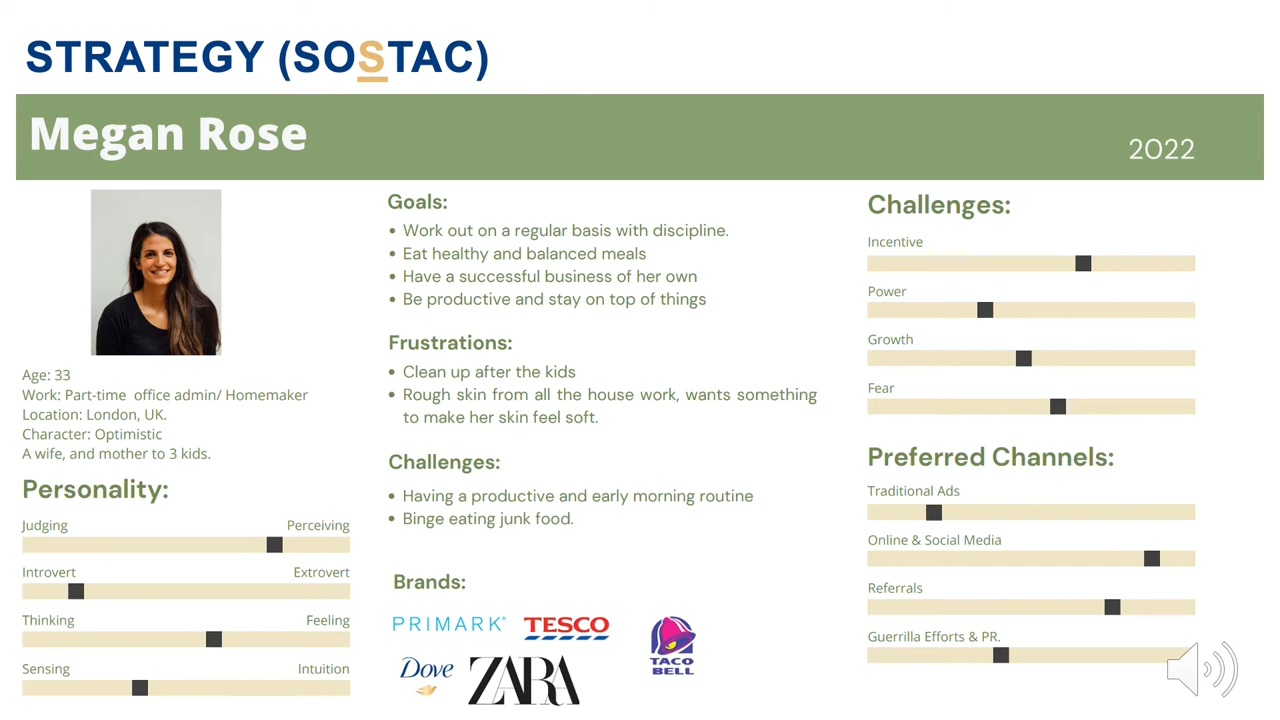 STRATEGY (SOSTAC)
Megan Rose
2022
Age: 33
Work: Part-time office admin/ Homemaker
Location: London, UK.
Character: Optimistic
A wife, and mother to 3 kids.
Personality:
Judging Perceiving
Introvert Extrovert
Thinking Feeling
Sensing Intuition
Goals:
• Work out on a regular basis with discipline.
• Eat healthy and balanced meals
• Have a successful business of her own
• Be productive and stay on top of things
Frustrations:
• Clean up after the kids
• Rough skin from all the house work, wants something
to make her skin feel soft.
Challenges:
• Having a productive and early morning routine
• Binge eating junk food.
Brands:
PRIMARK®
TESCO
TACO
BELL
Dove
ZARA
Challenges:
Incentive
Power
Growth
Fear
Preferred Channels:
Traditional Ads
Online & Social Media
Referrals
Guerrilla Efforts & PR.